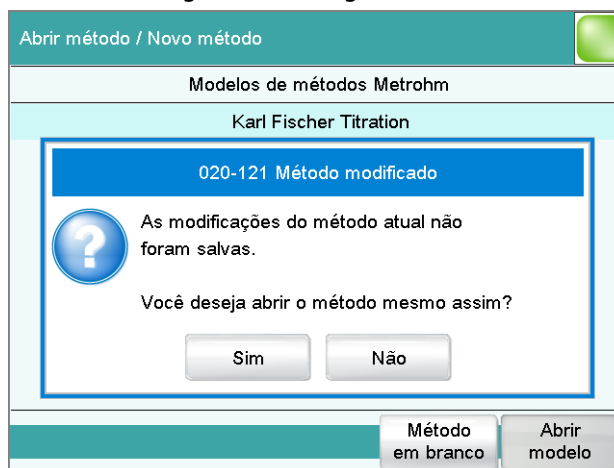 Abrir método / Novo método
Modelos de métodos Metrohm
Karl Fischer Titration
020-121 Método modificado
As modificações do método atual não
foram salvas.
Você deseja abrir o método mesmo assim?
Sim
Não
Método
em branco
Abrir
modelo